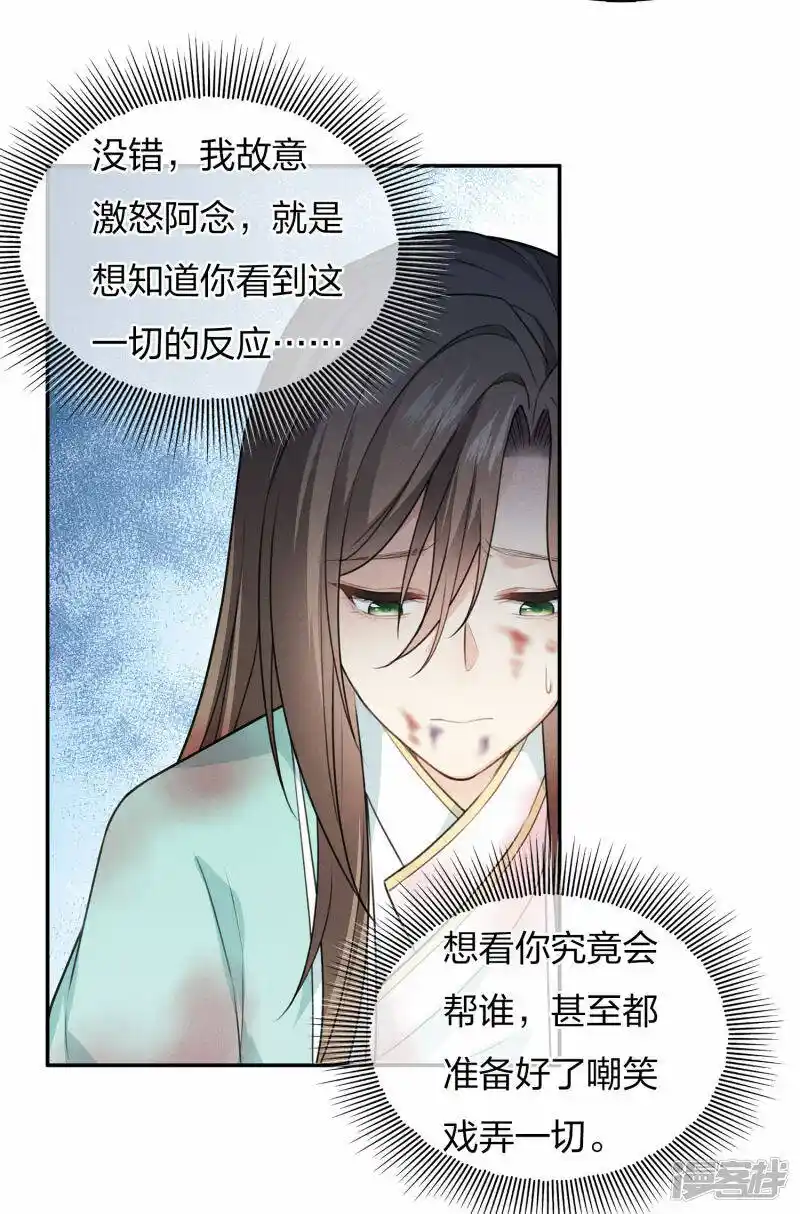 没错，我故意
激怒阿念，就是
想知道你看到这
一切的反应……
想看你究竟会
帮谁，甚至都
准备好了嘲笑
戏弄一切。
漫客栈